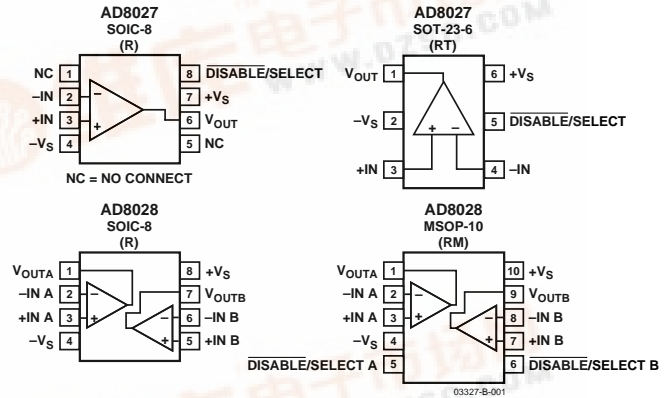 AD8027
SOIC-8
(R)
NC 1
–IN 2
+IN 3
–VS 4
8 DISABLE/SELECT
7 +VS
6 VOUT
5 NC
– +
NC = NO CONNECT
AD8027
SOT-23-6
(RT)
VOUT 1
–VS 2
+IN 3
6 +VS
5 DISABLE/SELECT
4 –IN
+ –
AD8028
SOIC-8
(R)
VOUTA 1
–IN A 2
+IN A 3
–VS 4
8 +VS
7 VOUTB
6 –IN B
5 +IN B
– +
– +
AD8028
MSOP-10
(RM)
VOUTA 1
–IN A 2
+IN A 3
–VS 4
DISABLE/SELECT A 5
10 +VS
9 VOUTB
8 –IN B
7 +IN B
6 DISABLE/SELECT B
– +
– +
03327-B-001